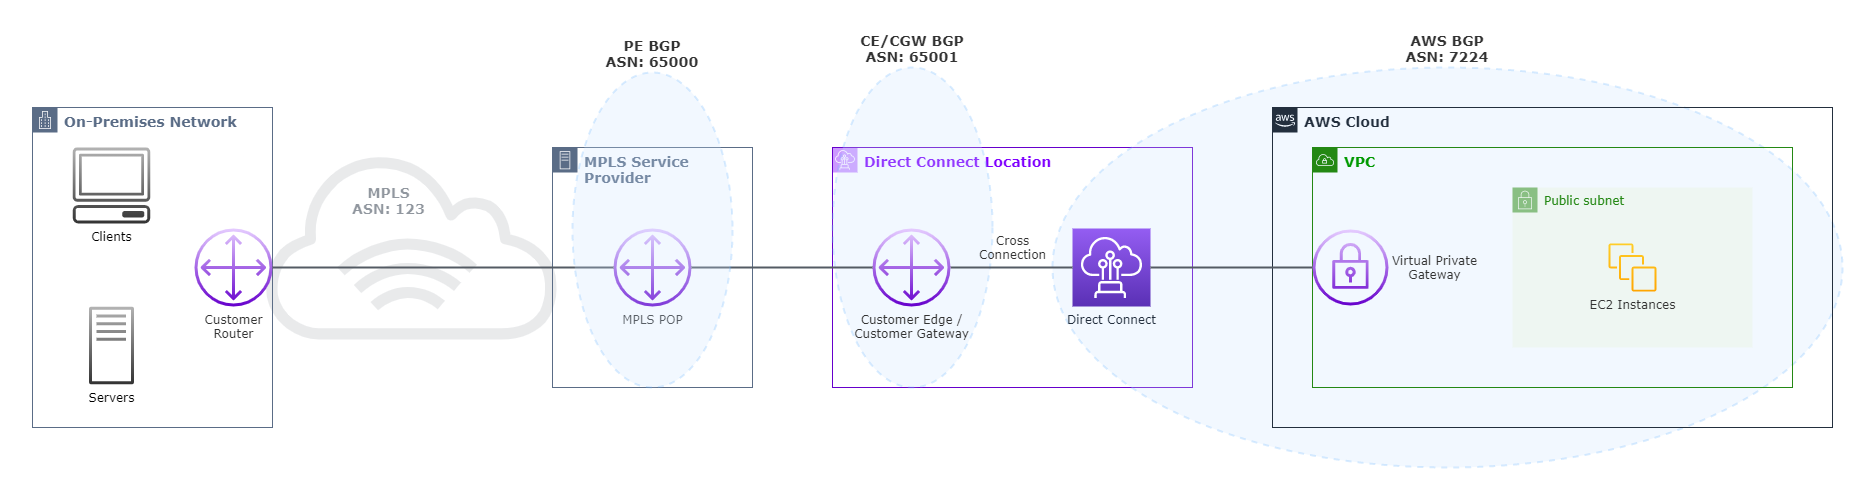 PE BGP
ASN: 65000
CE/CGW BGP
ASN: 65001
AWS BGP
ASN: 7224
On-Premises Network
Clients
Servers
Customer
Router
MPLS
ASN: 123
MPLS Service
Provider
MPLS POP
Direct Connect Location
Customer Edge /
Customer Gateway
Cross
Connection
Direct Connect
aws
AWS Cloud
VPC
Virtual Private
Gateway
Public subnet
EC2 Instances